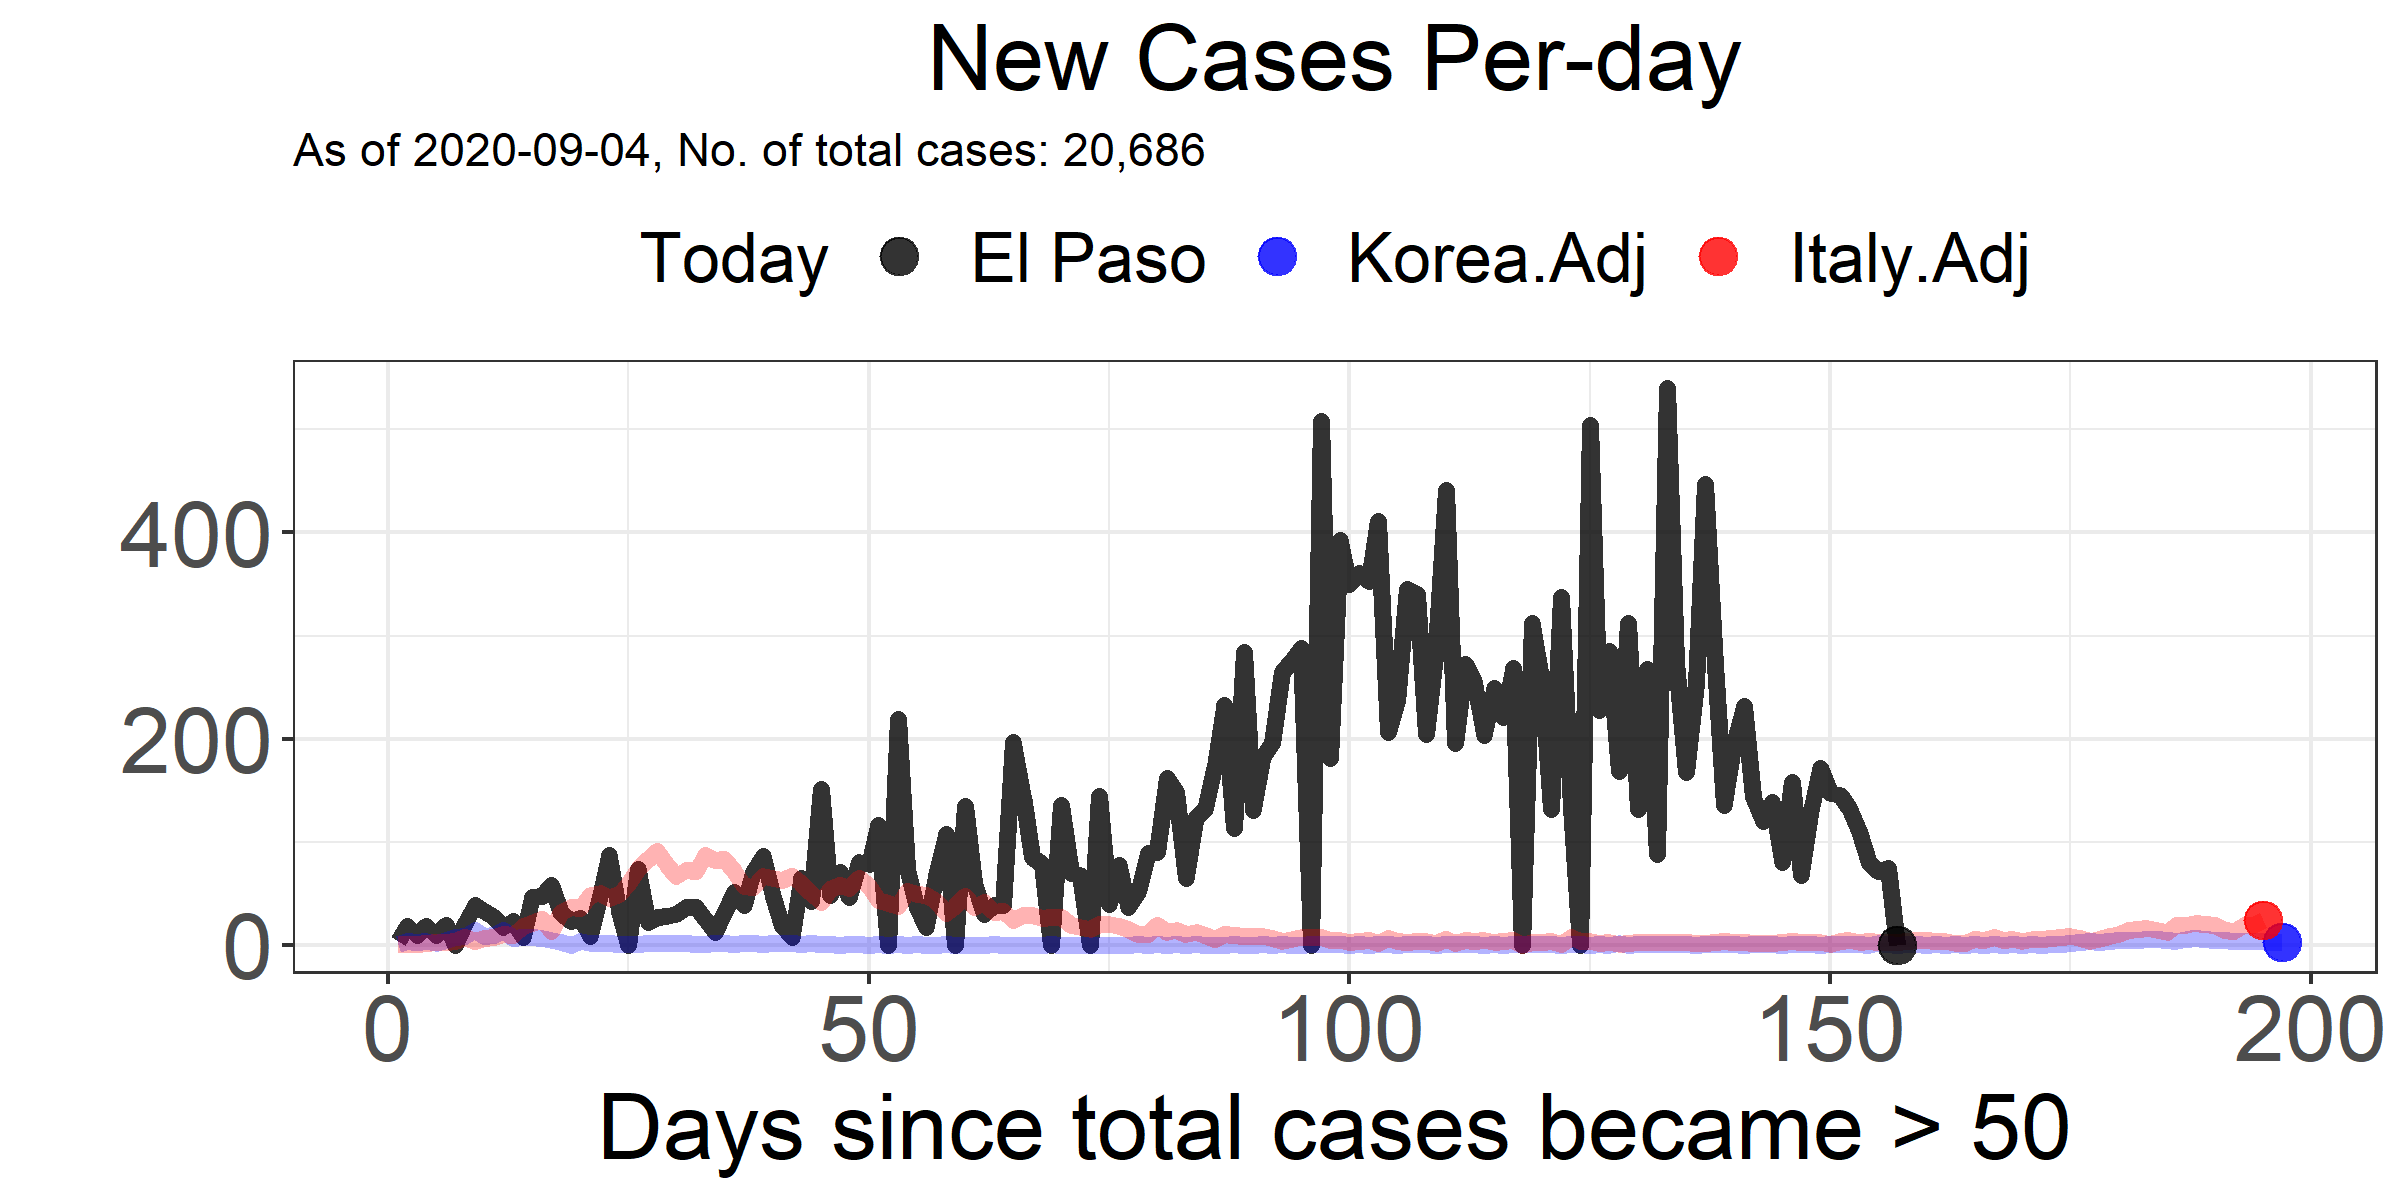 New Cases Per-day
As of 2020-09-04, No. of total cases: 20,686
Today El Paso Korea.Adj Italy.Adj
400
200
0
0 50 100 150 200
Days since total cases became > 50